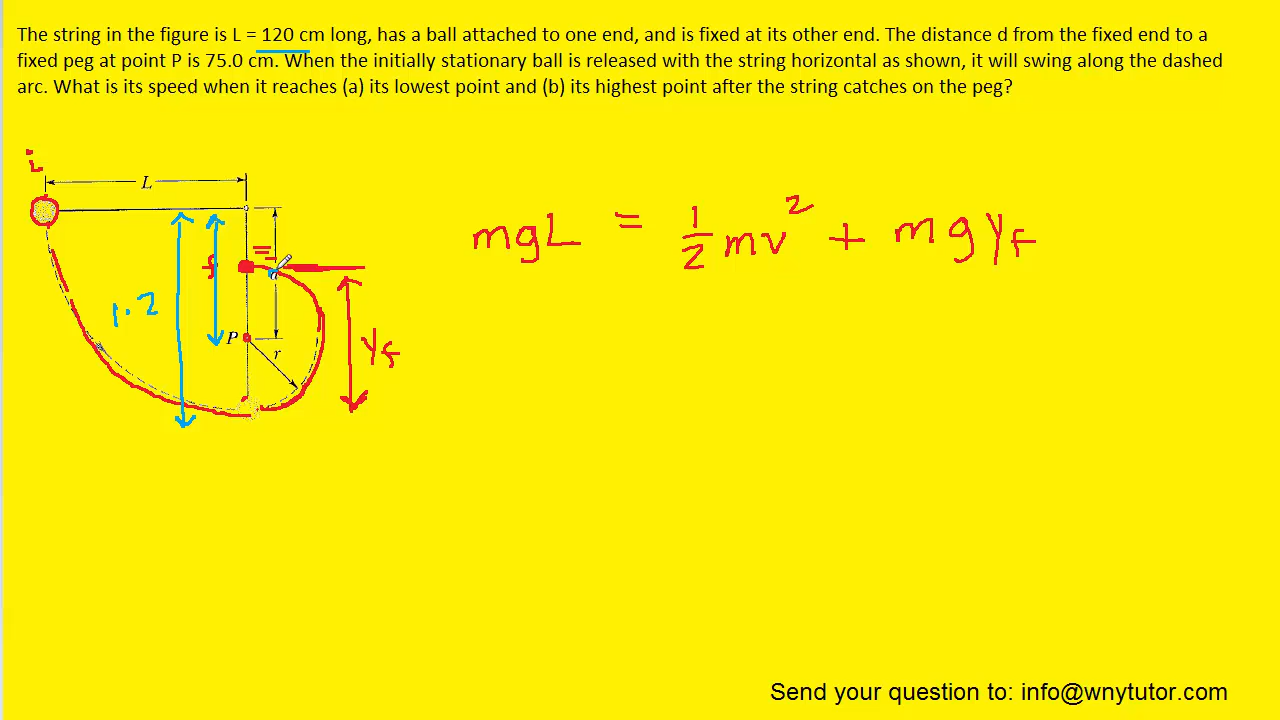 The string in the figure is L = 120 cm long, has a ball attached to one end, and is fixed at its other end. The distance d from the fixed end to a
fixed peg at point P is 75.0 cm. When the initially stationary ball is released with the string horizontal as shown, it will swing along the dashed
arc. What is its speed when it reaches (a) its lowest point and (b) its highest point after the string catches on the peg?
i
L
mgL = 1/2 mv² + mgyf
f
d
1.2
P
r
yf
Send your question to: info@wnytutor.com